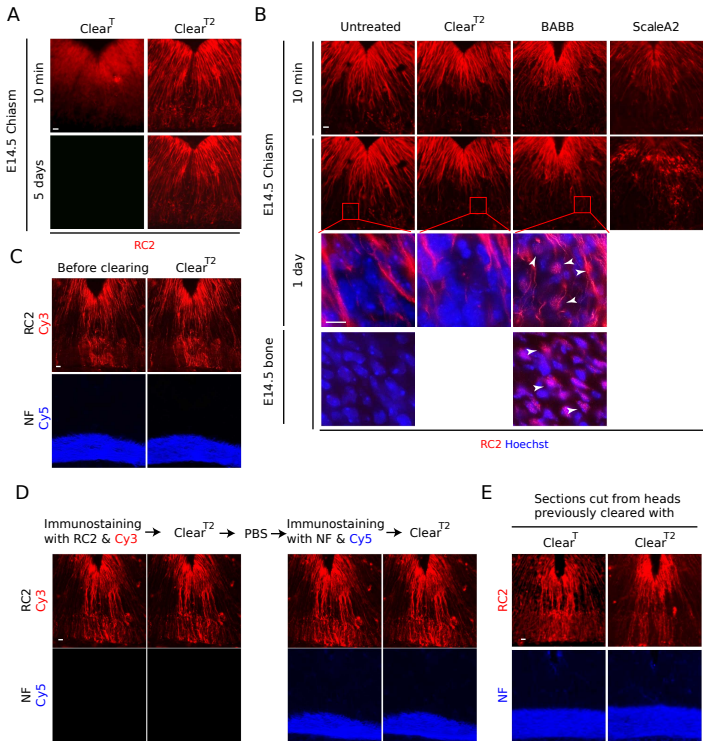 A
Clear^T Clear^T2
E14.5 Chiasm
10 min
5 days
RC2
B
Untreated Clear^T2 BABB ScaleA2
E14.5 Chiasm
10 min
1 day
E14.5 bone
RC2 Hoechst
C
Before clearing Clear^T2
RC2
Cy3
NF
Cy5
D
Immunostaining
with RC2 & Cy3
Clear^T2
PBS
Immunostaining
with NF & Cy5
Clear^T2
RC2
Cy3
NF
Cy5
E
Sections cut from heads
previously cleared with
Clear^T Clear^T2
RC2
NF